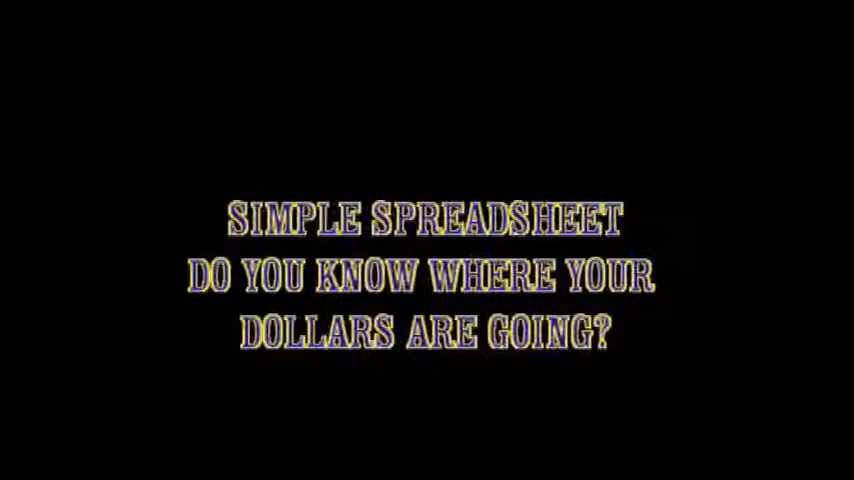 SIMPLE SPREADSHEET
DO YOU KNOW WHERE YOUR
DOLLARS ARE GOING?